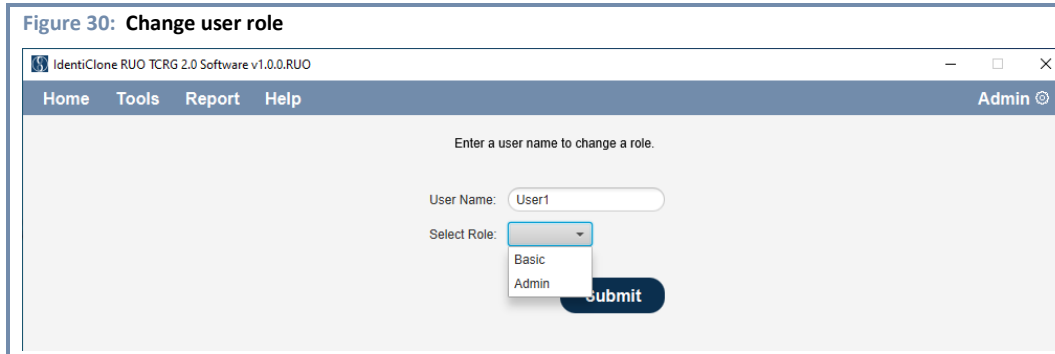 Figure 30: Change user role
IdentiClone RUO TCRG 2.0 Software v1.0.0.RUO
Home Tools Report Help Admin
Enter a user name to change a role.
User Name: User1
Select Role:
Basic
Admin
Submit